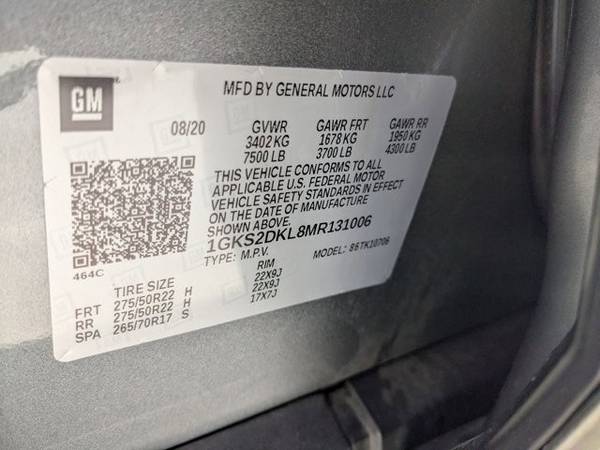 GM
MFD BY GENERAL MOTORS LLC
08/20 GVWR GAWR FRT GAWR RR
3402 KG 1678 KG 1950 KG
7500 LB 3700 LB 4300 LB
THIS VEHICLE CONFORMS TO ALL
APPLICABLE U.S. FEDERAL MOTOR
VEHICLE SAFETY STANDARDS IN EFFECT
ON THE DATE OF MANUFACTURE
SHOWN ABOVE.
1GKS2DKL8MR131006
TYPE: M.P.V. MODEL: 86TK10706
464C
TIRE SIZE RIM
FRT 275/50R22 H 22X9J
RR 275/50R22 H 22X9J
SPA 265/70R17 S 17X7J